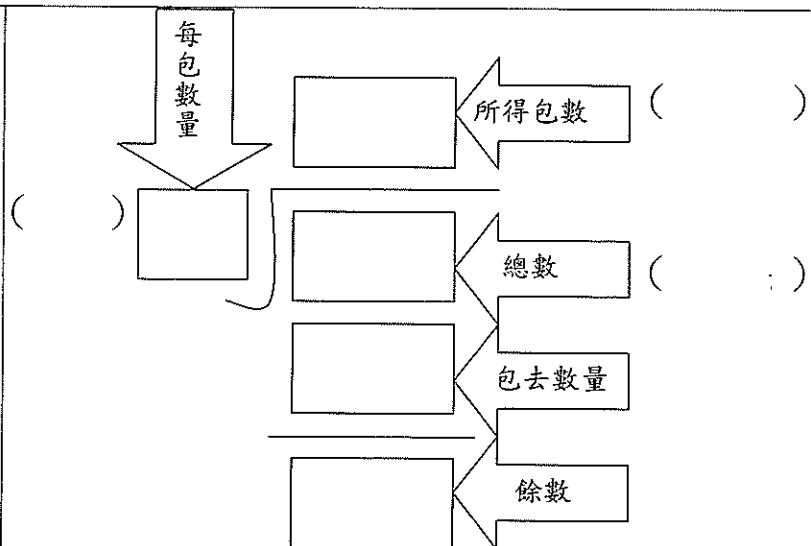 每包數量
所得包數 (　　)
(　　)
總數 (　　)
包去數量
餘數